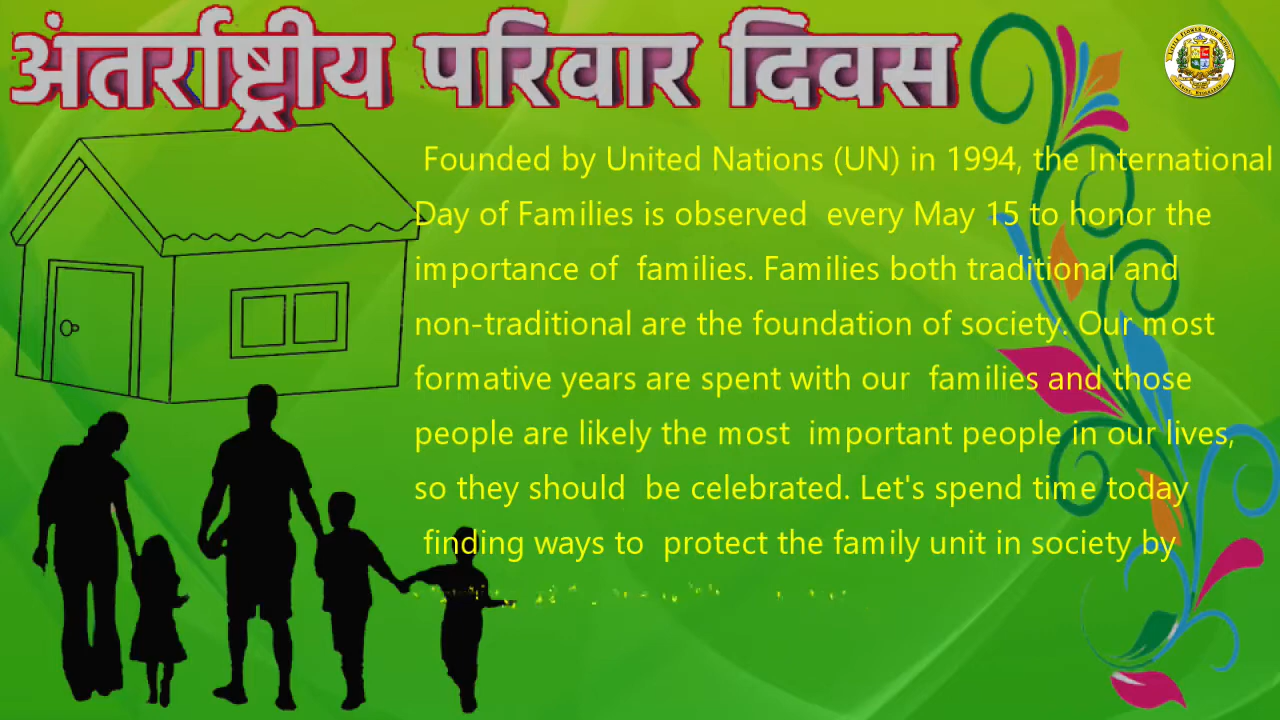 अंतर्राष्ट्रीय परिवार दिवस
Founded by United Nations (UN) in 1994, the International
Day of Families is observed every May 15 to honor the
importance of families. Families both traditional and
non-traditional are the foundation of society. Our most
formative years are spent with our families and those
people are likely the most important people in our lives,
so they should be celebrated. Let's spend time today
finding ways to protect the family unit in society by